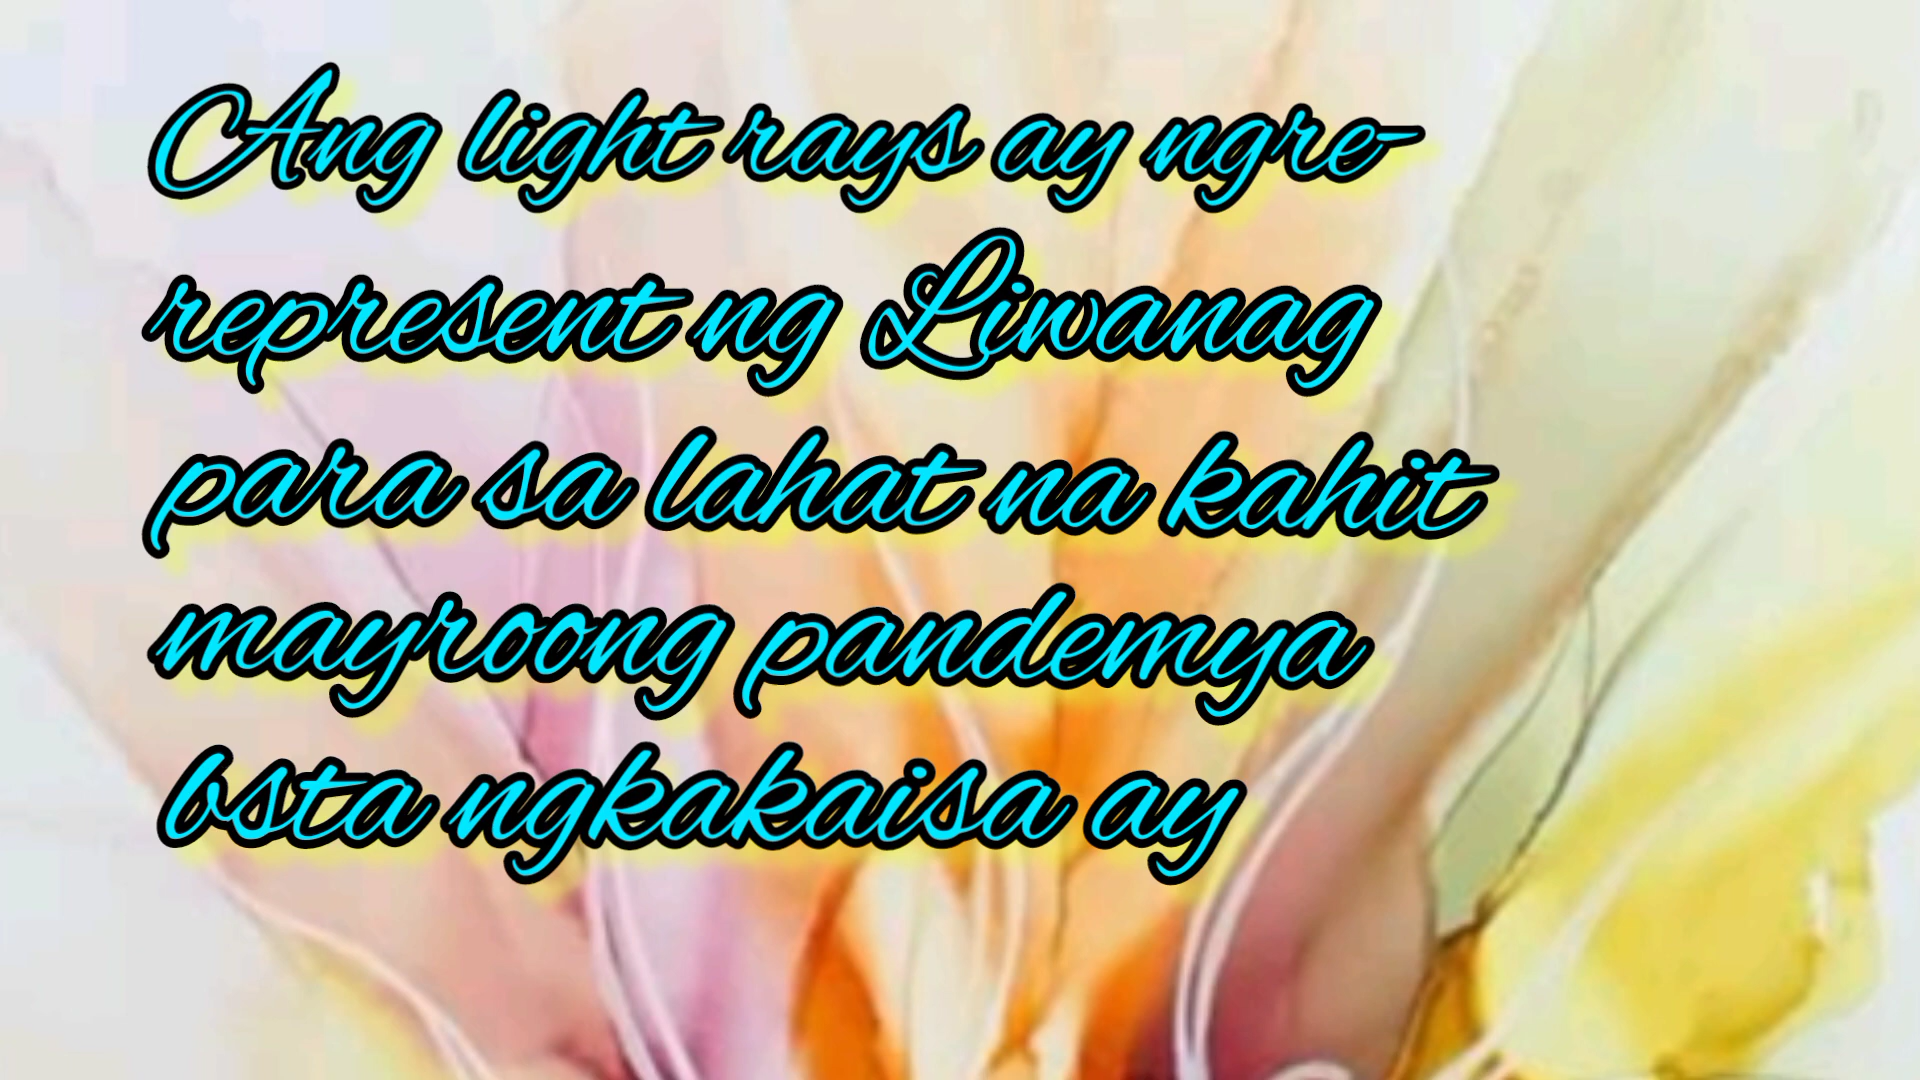 Ang light rays ay ngre-
represent ng Liwanag
para sa lahat na kahit
mayroong pandemya
bsta ngkakaisa ay